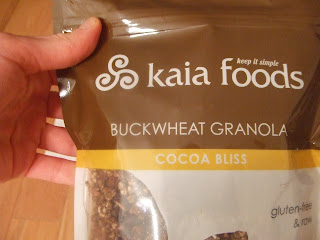 keep it simple
kaia foods
BUCKWHEAT GRANOLA
COCOA BLISS
gluten-free
& raw